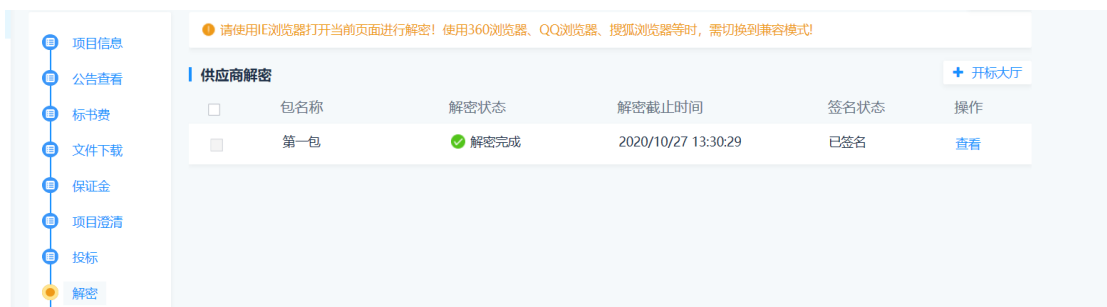 请使用IE浏览器打开当前页面进行解密！使用360浏览器、QQ浏览器、搜狐浏览器等时，需切换到兼容模式!
项目信息
公告查看
标书费
文件下载
保证金
项目澄清
投标
解密
供应商解密
+ 开标大厅
包名称 解密状态 解密截止时间 签名状态 操作
第一包 解密完成 2020/10/27 13:30:29 已签名 查看